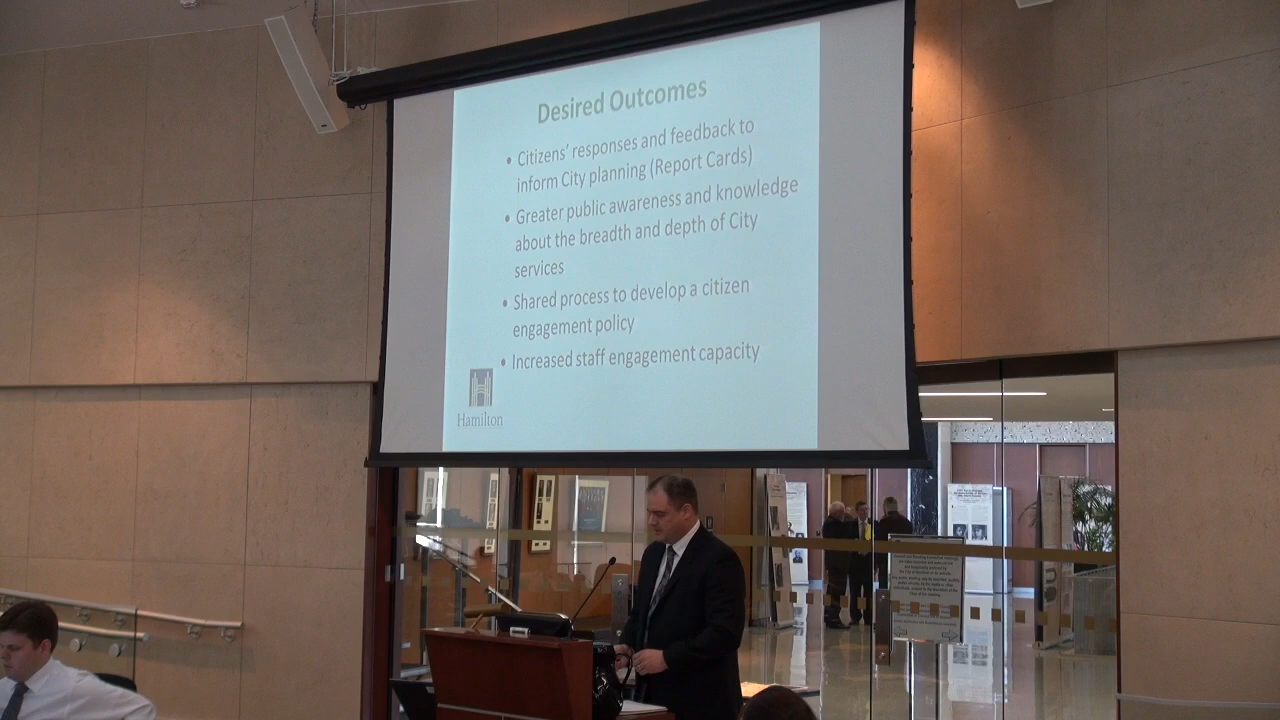 Desired Outcomes
• Citizens' responses and feedback to
inform City planning (Report Cards)
• Greater public awareness and knowledge
about the breadth and depth of City
services
• Shared process to develop a citizen
engagement policy
• Increased staff engagement capacity
Hamilton